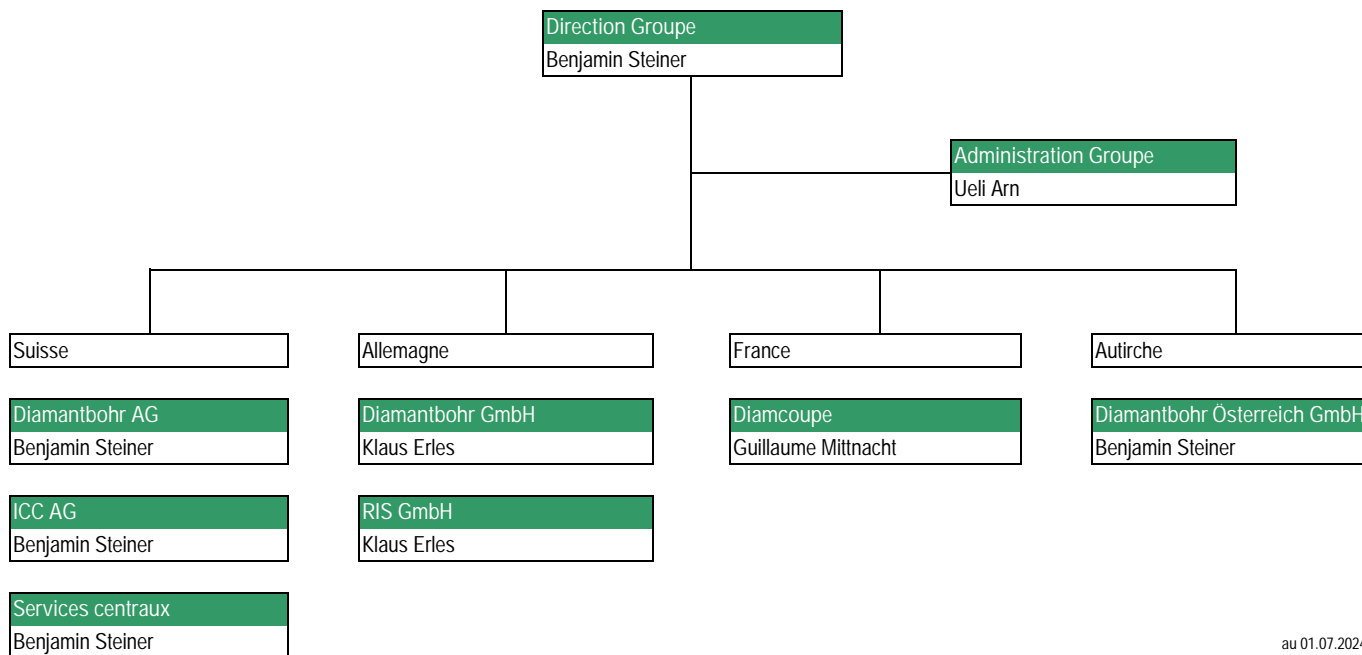 Direction Groupe
Benjamin Steiner
Administration Groupe
Ueli Arn
Suisse
Allemagne
France
Autirche
Diamantbohr AG
Benjamin Steiner
Diamantbohr GmbH
Klaus Erles
Diamcoupe
Guillaume Mittnacht
Diamantbohr Österreich GmbH
Benjamin Steiner
ICC AG
Benjamin Steiner
RIS GmbH
Klaus Erles
Services centraux
Benjamin Steiner
au 01.07.2024